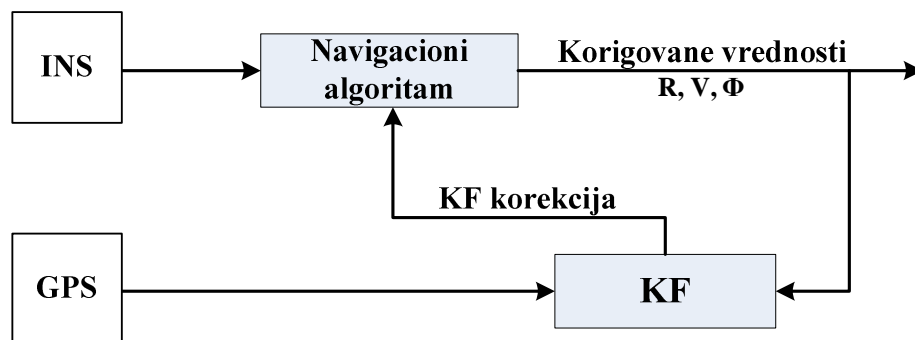 INS
Navigacioni
algoritam
Korigovane vrednosti
R, V, Φ
KF korekcija
GPS
KF